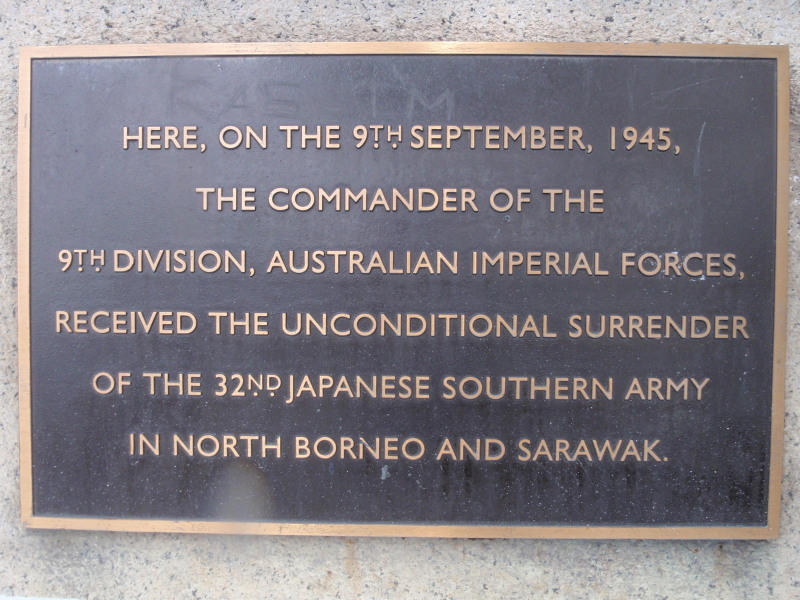 HERE, ON THE 9TH SEPTEMBER, 1945,
THE COMMANDER OF THE
9TH DIVISION, AUSTRALIAN IMPERIAL FORCES,
RECEIVED THE UNCONDITIONAL SURRENDER
OF THE 32ND JAPANESE SOUTHERN ARMY
IN NORTH BORNEO AND SARAWAK.